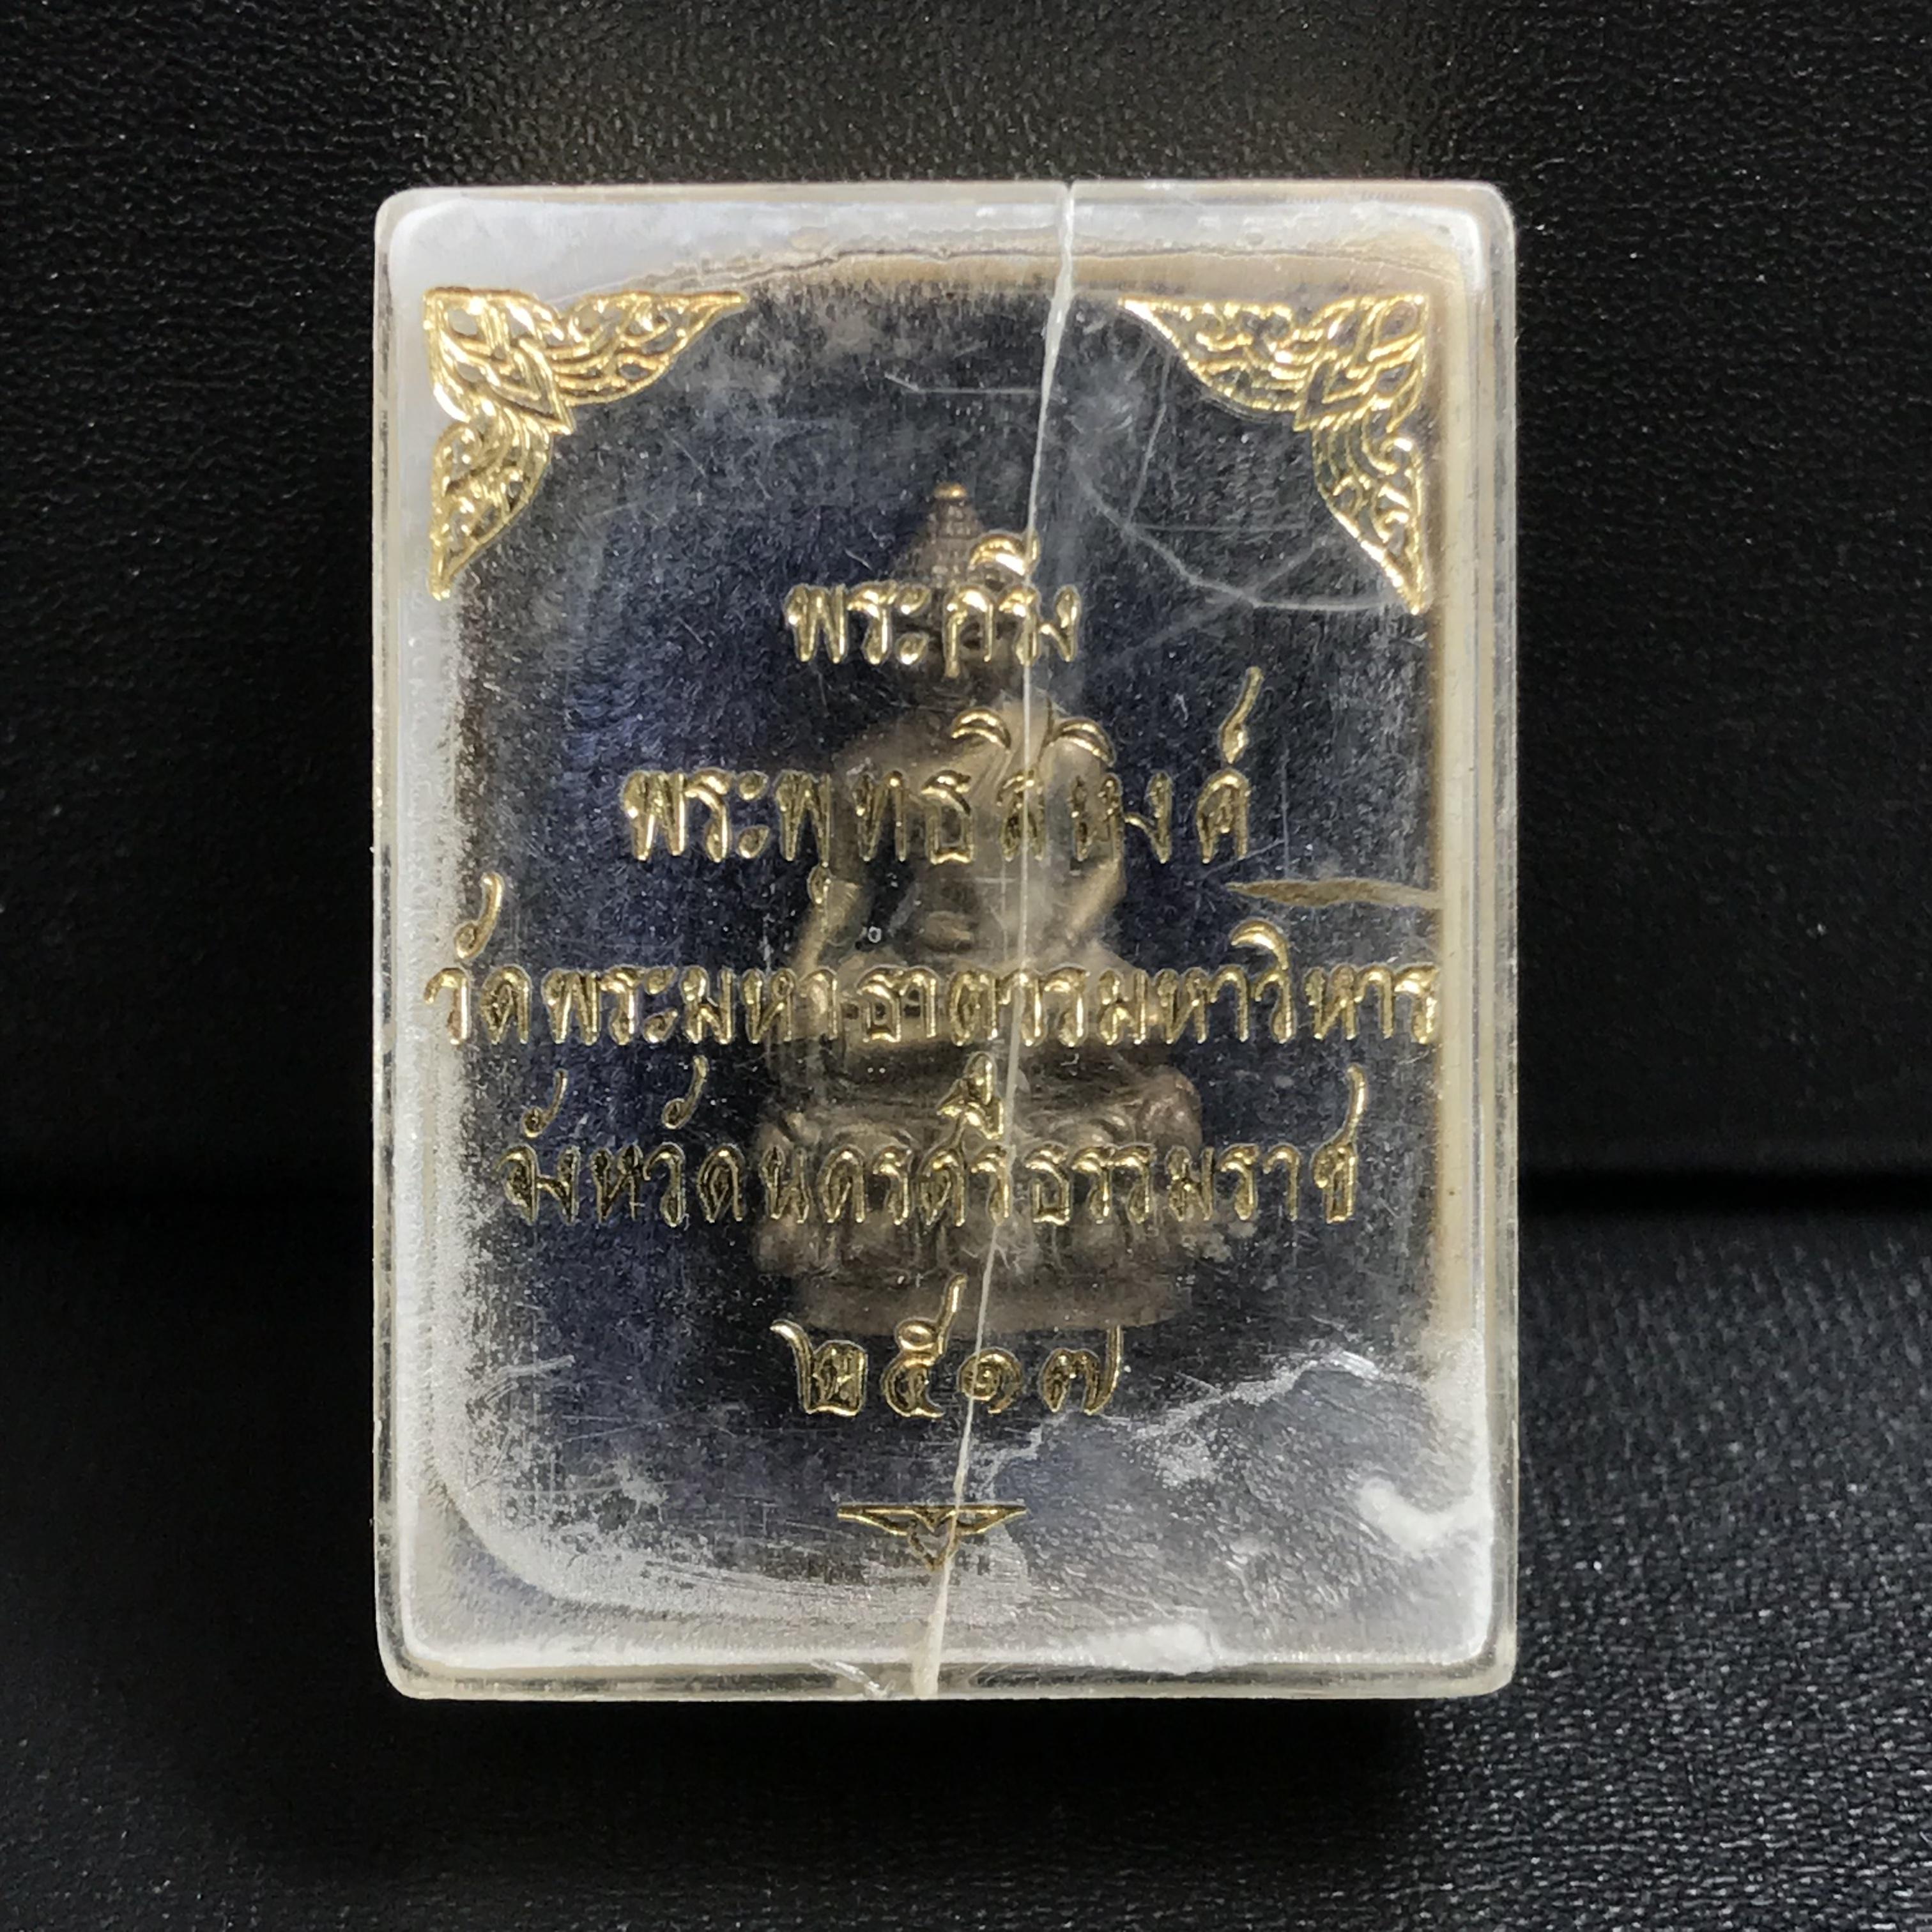 พระกริ่ง
พระพุทธสิหิงค์
วัดพระมหาธาตุวรมหาวิหาร
จังหวัดนครศรีธรรมราช
๒๕๑๗